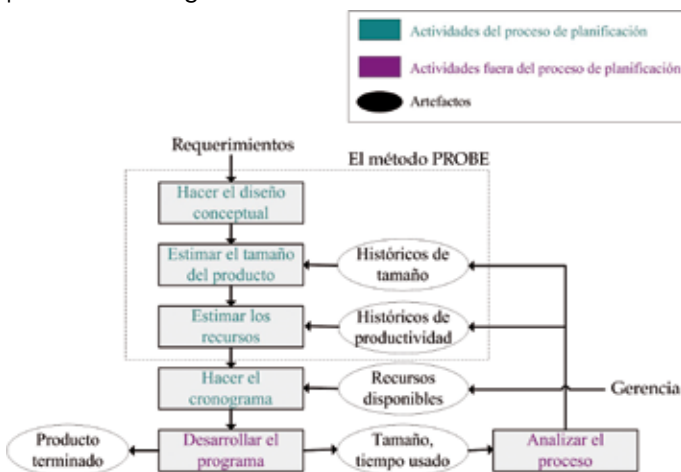 Actividades del proceso de planificación
Actividades fuera del proceso de planificación
Artefactos
Requerimientos
El método PROBE
Hacer el diseño
conceptual
Estimar el tamaño
del producto
Históricos de
tamaño
Estimar los
recursos
Históricos de
productividad
Hacer el
cronograma
Recursos
disponibles
Gerencia
Producto
terminado
Desarrollar el
programa
Tamaño,
tiempo usado
Analizar el
proceso